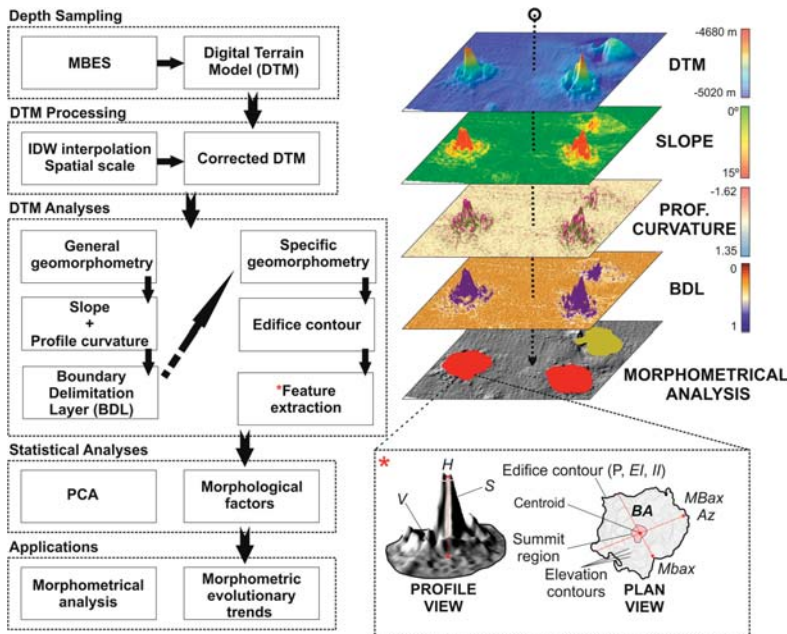 Depth Sampling
MBES
Digital Terrain
Model (DTM)
DTM Processing
IDW interpolation
Spatial scale
Corrected DTM
DTM Analyses
General
geomorphometry
Slope
+
Profile curvature
Boundary
Delimitation
Layer (BDL)
Specific
geomorphometry
Edifice contour
*Feature
extraction
Statistical Analyses
PCA
Morphological
factors
Applications
Morphometrical
analysis
Morphometric
evolutionary
trends
-4680 m
DTM
-5020 m
0º
SLOPE
15º
-1.62
PROF.
CURVATURE
1.35
0
BDL
1
MORPHOMETRICAL
ANALYSIS
*
H
S
V
PROFILE
VIEW
Edifice contour (P, EI, II)
Centroid
BA
MBax
Az
Summit
region
Mbax
Elevation
contours
PLAN
VIEW